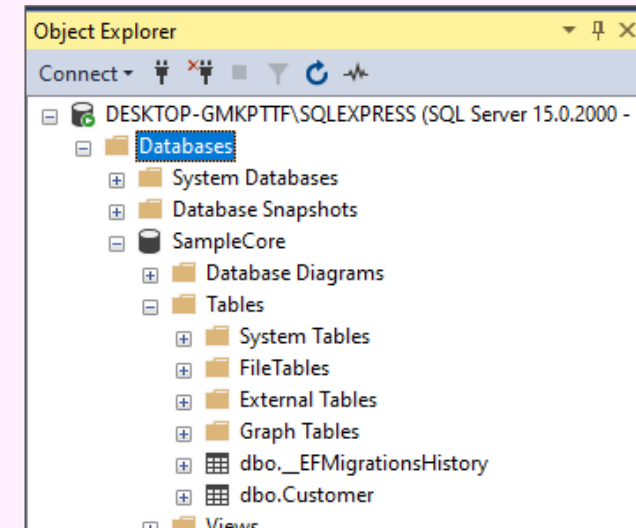 Object Explorer
Connect
DESKTOP-GMKPTTF\SQLEXPRESS (SQL Server 15.0.2000 -
Databases
System Databases
Database Snapshots
SampleCore
Database Diagrams
Tables
System Tables
FileTables
External Tables
Graph Tables
dbo.__EFMigrationsHistory
dbo.Customer
Views